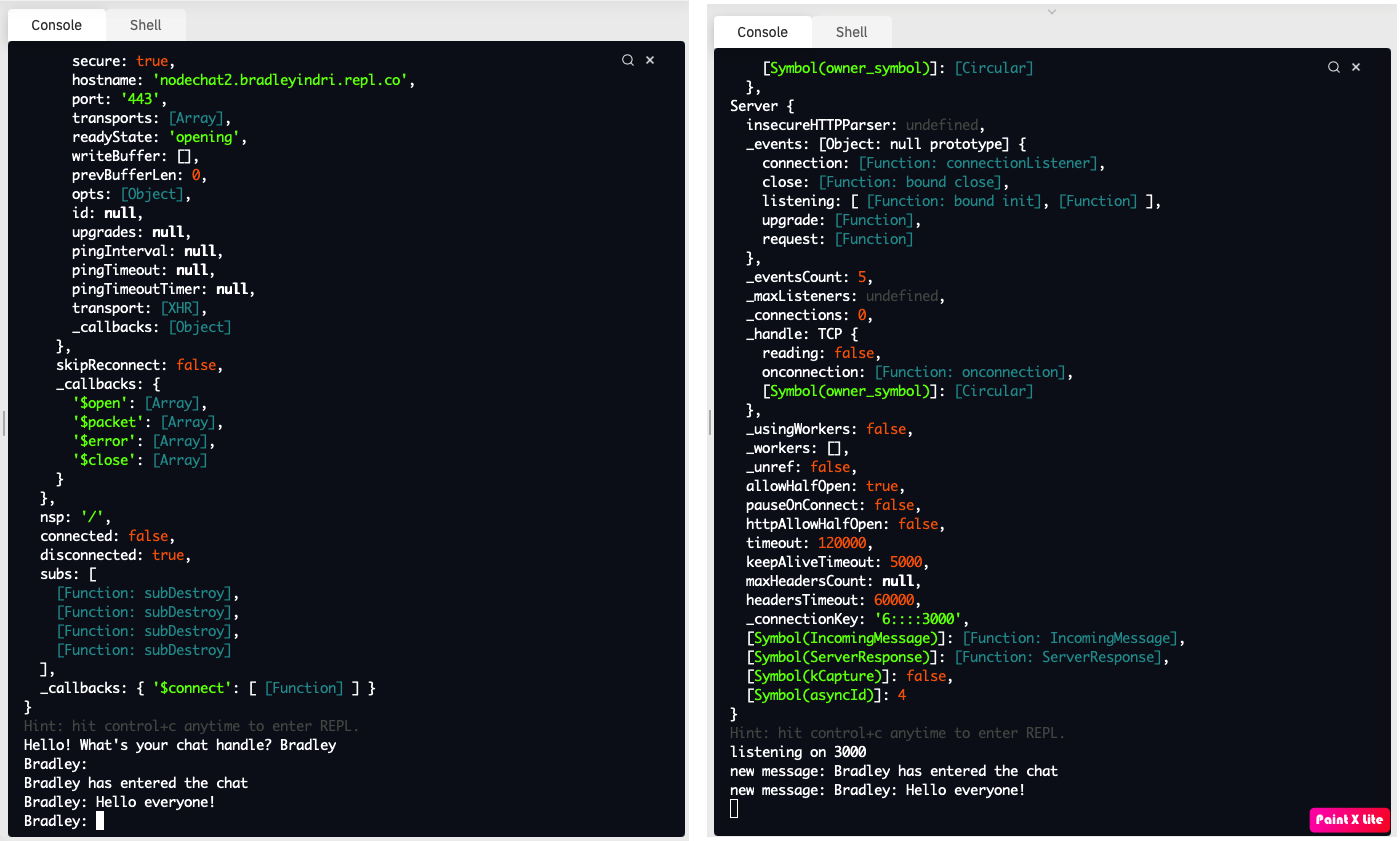 Console Shell
secure: true,
hostname: 'nodechat2.bradleyindri.repl.co',
port: '443',
transports: [Array],
readyState: 'opening',
writeBuffer: [],
prevBufferLen: 0,
opts: [Object],
id: null,
upgrades: null,
pingInterval: null,
pingTimeout: null,
pingTimeoutTimer: null,
transport: [XHR],
_callbacks: [Object]
},
skipReconnect: false,
_callbacks: {
'$open': [Array],
'$packet': [Array],
'$error': [Array],
'$close': [Array]
}
},
nsp: '/',
connected: false,
disconnected: true,
subs: [
[Function: subDestroy],
[Function: subDestroy],
[Function: subDestroy],
[Function: subDestroy]
],
_callbacks: { '$connect': [ [Function] ] }
}
Hint: hit control+c anytime to enter REPL.
Hello! What's your chat handle? Bradley
Bradley:
Bradley has entered the chat
Bradley: Hello everyone!
Bradley:
Console Shell
[Symbol(owner_symbol)]: [Circular]
},
Server {
insecureHTTPParser: undefined,
_events: [Object: null prototype] {
connection: [Function: connectionListener],
close: [Function: bound close],
listening: [ [Function: bound init], [Function] ],
upgrade: [Function],
request: [Function]
},
_eventsCount: 5,
_maxListeners: undefined,
_connections: 0,
_handle: TCP {
reading: false,
onconnection: [Function: onconnection],
[Symbol(owner_symbol)]: [Circular]
},
_usingWorkers: false,
_workers: [],
_unref: false,
allowHalfOpen: true,
pauseOnConnect: false,
httpAllowHalfOpen: false,
timeout: 120000,
keepAliveTimeout: 5000,
maxHeadersCount: null,
headersTimeout: 60000,
_connectionKey: '6::::3000',
[Symbol(IncomingMessage)]: [Function: IncomingMessage],
[Symbol(ServerResponse)]: [Function: ServerResponse],
[Symbol(kCapture)]: false,
[Symbol(asyncId)]: 4
}
Hint: hit control+c anytime to enter REPL.
listening on 3000
new message: Bradley has entered the chat
new message: Bradley: Hello everyone!
Paint X Lite